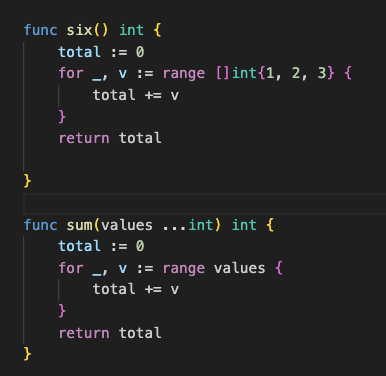 func six() int {
    total := 0
    for _, v := range []int{1, 2, 3} {
        total += v
    }
    return total

}

func sum(values ...int) int {
    total := 0
    for _, v := range values {
        total += v
    }
    return total
}